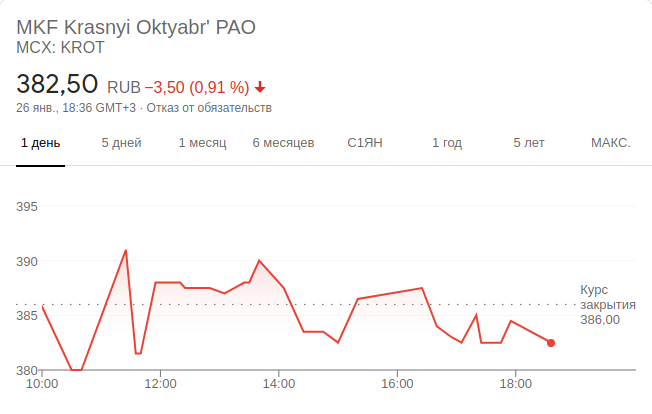 MKF Krasnyi Oktyabr' PAO
MCX: KROT
382,50 RUB −3,50 (0,91 %)
26 янв., 18:36 GMT+3 · Отказ от обязательств
1 день 5 дней 1 месяц 6 месяцев С1ЯН 1 год 5 лет МАКС.
395
390
385
380
Курс
закрытия
386,00
10:00 12:00 14:00 16:00 18:00